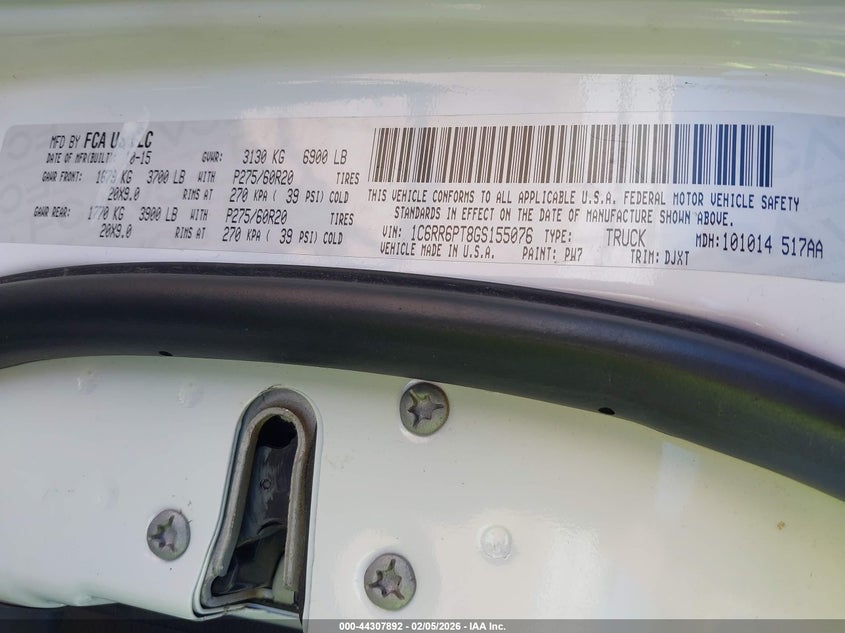 MFD BY FCA US LLC
DATE OF MFR(BUILT: 0-15 GVWR: 3130 KG 6900 LB
GAWR FRONT: 1679 KG 3700 LB WITH P275/60R20 TIRES
20X9.0 RIMS AT 270 KPA ( 39 PSI) COLD
GAWR REAR: 1770 KG 3900 LB WITH P275/60R20 TIRES
20X9.0 RIMS AT 270 KPA ( 39 PSI) COLD
THIS VEHICLE CONFORMS TO ALL APPLICABLE U.S.A. FEDERAL MOTOR VEHICLE SAFETY
STANDARDS IN EFFECT ON THE DATE OF MANUFACTURE SHOWN ABOVE.
VIN: 1C6RR6PT8GS155076 TYPE: TRUCK MDH:101014 517AA
VEHICLE MADE IN U.S.A. PAINT: PW7 TRIM: DJXT
000-44307892 - 02/05/2026 - IAA Inc.